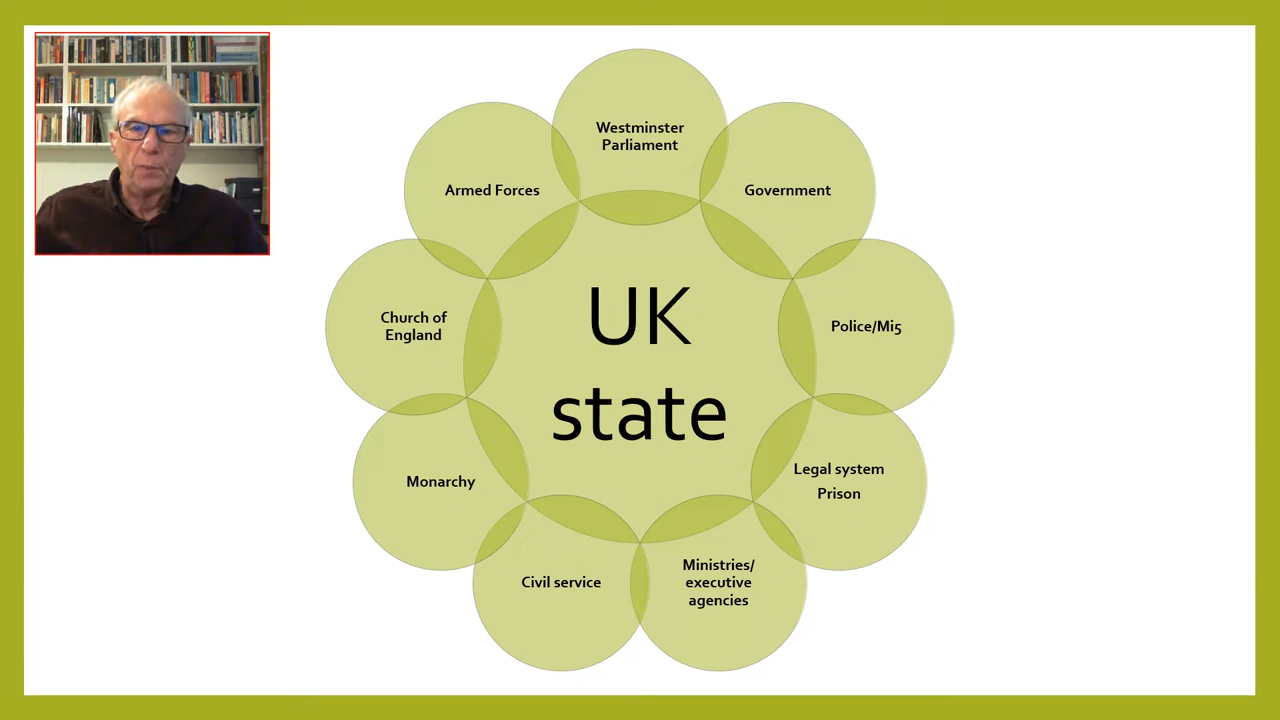 Westminster
Parliament
Government
Police/Mi5
Legal system
Prison
Ministries/
executive
agencies
Civil service
Monarchy
Church of
England
Armed Forces
UK
state